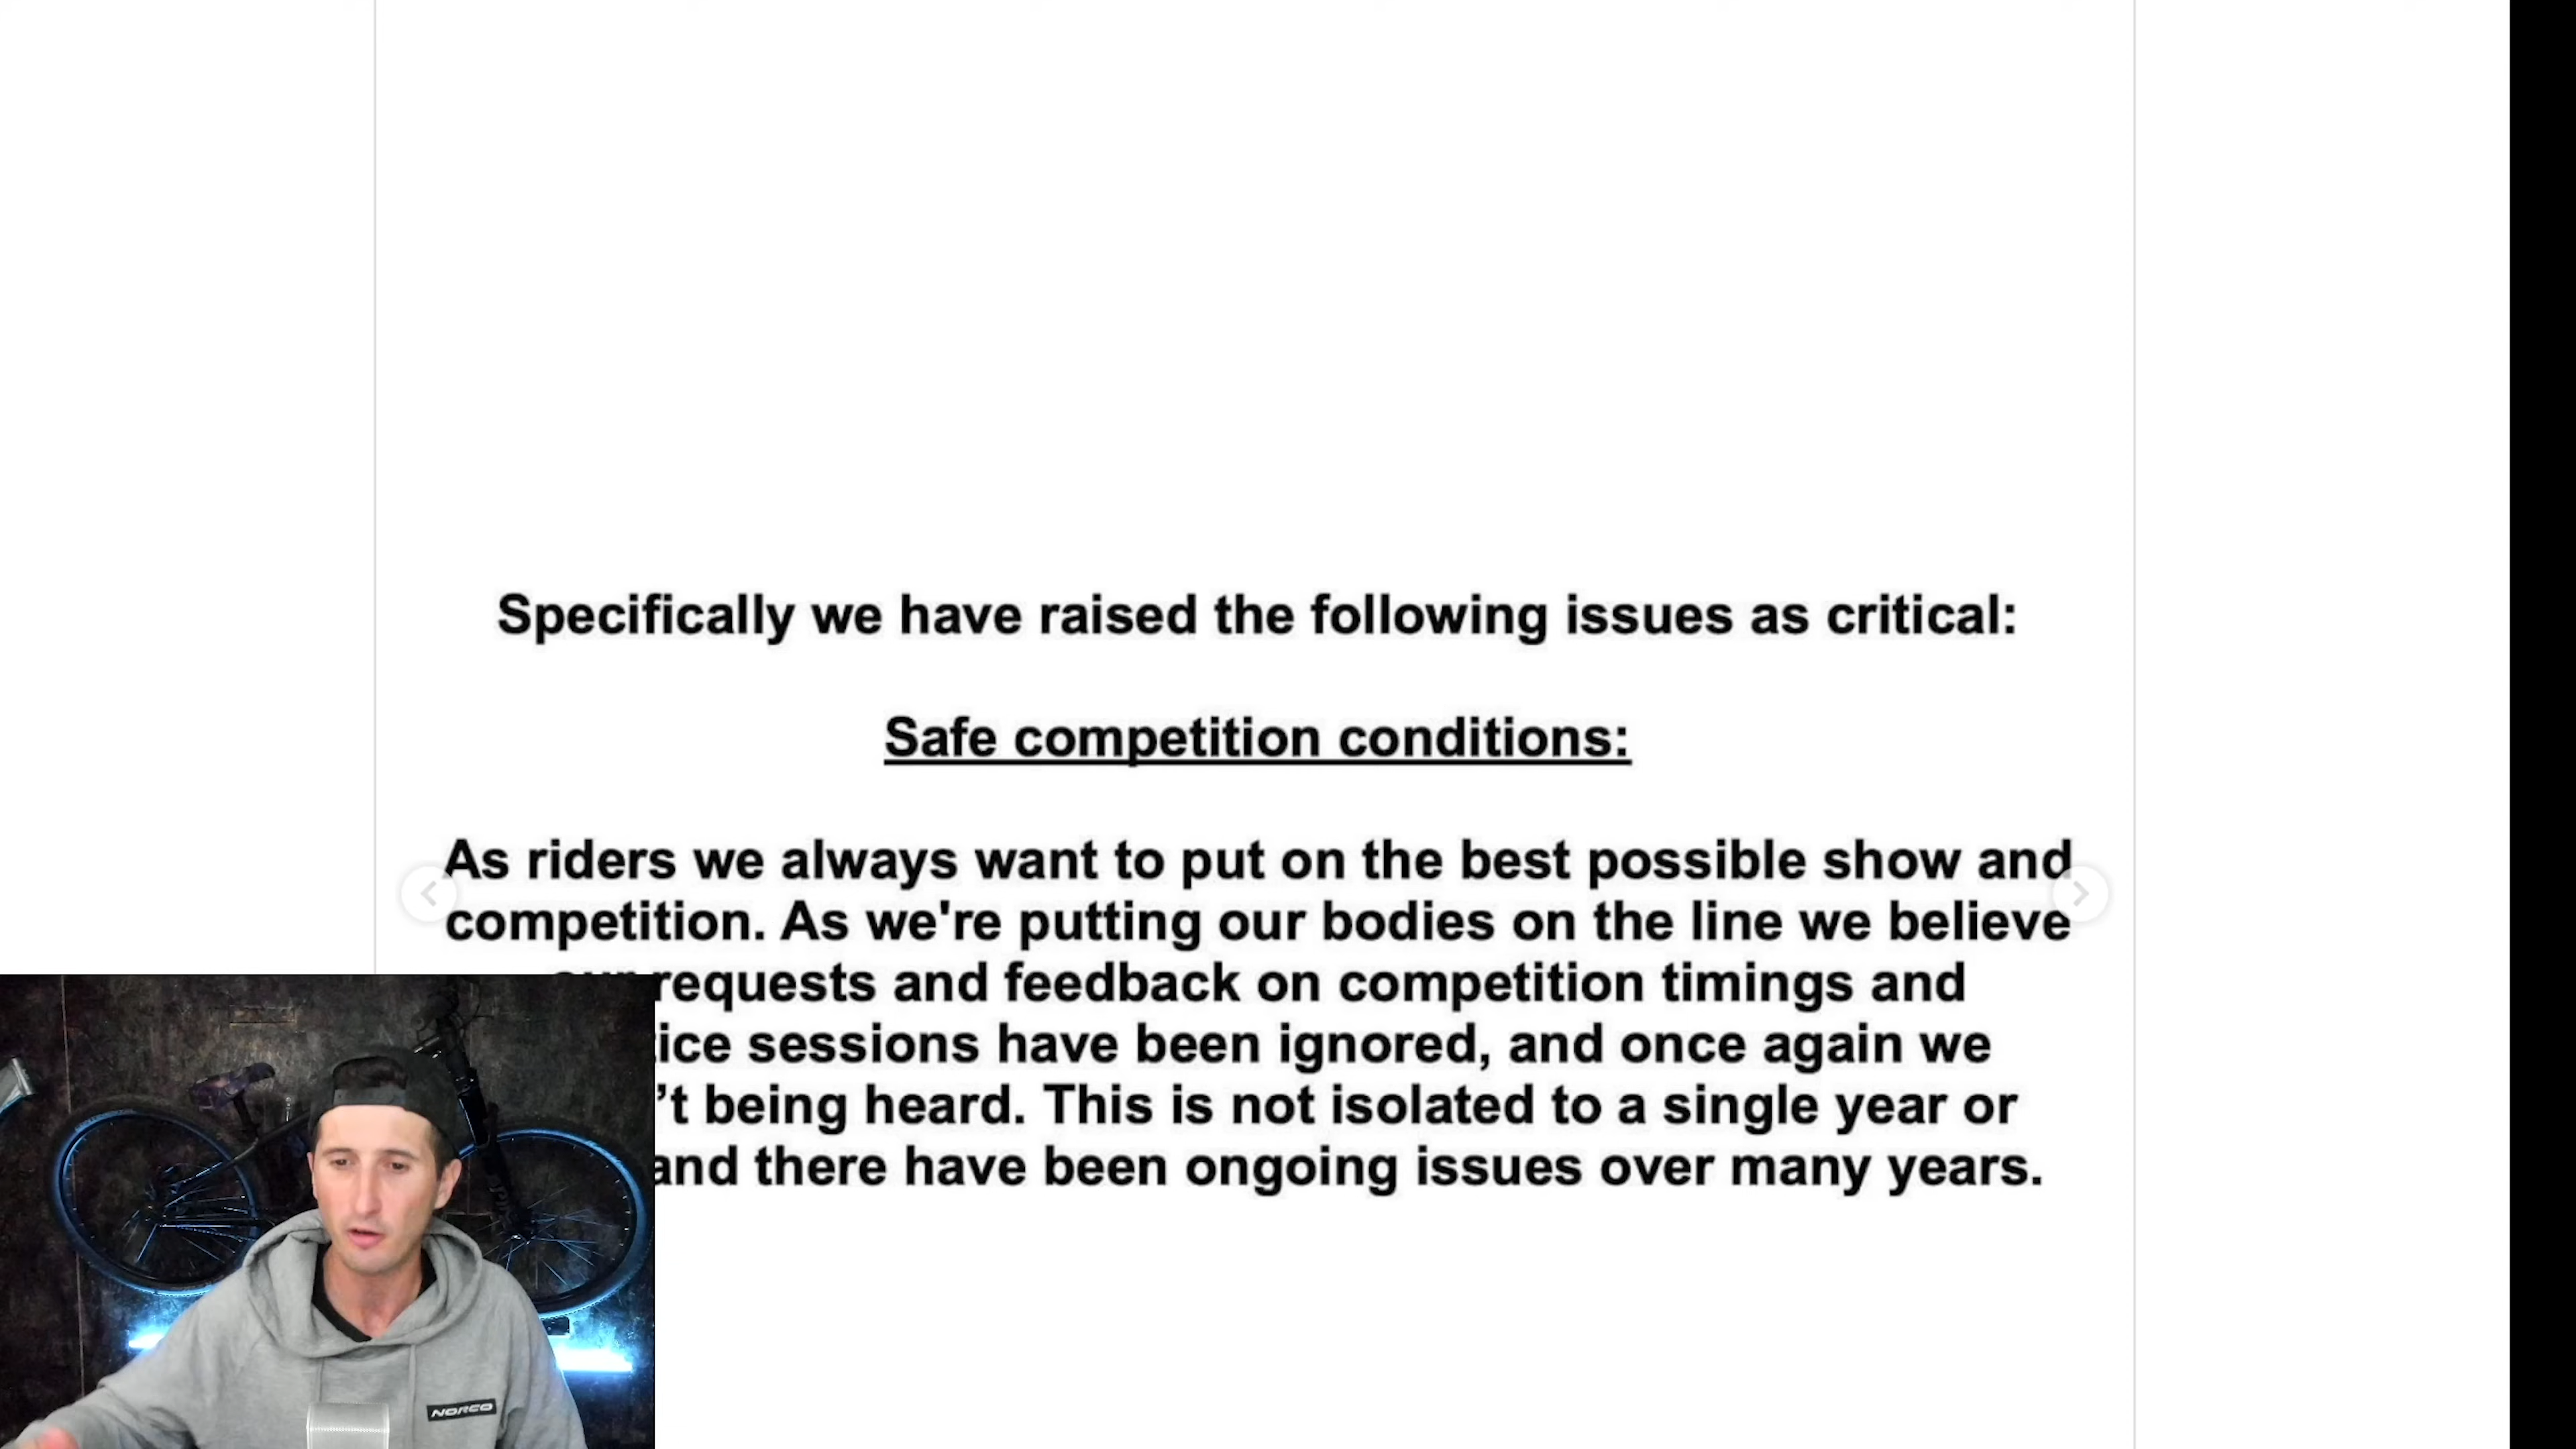 Specifically we have raised the following issues as critical:
Safe competition conditions:
As riders we always want to put on the best possible show and
competition. As we're putting our bodies on the line we believe
our requests and feedback on competition timings and
ice sessions have been ignored, and once again we
’t being heard. This is not isolated to a single year or
and there have been ongoing issues over many years.
NORCO